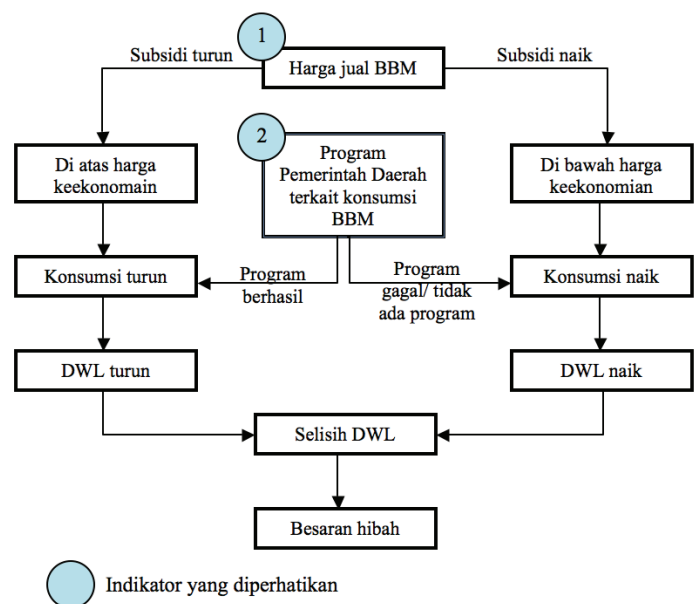 1
Subsidi turun
Harga jual BBM
Subsidi naik
2
Di atas harga
keekonomain
Program
Pemerintah Daerah
terkait konsumsi
BBM
Di bawah harga
keekonomian
Konsumsi turun
Program
berhasil
Program
gagal/ tidak
ada program
Konsumsi naik
DWL turun
DWL naik
Selisih DWL
Besaran hibah
Indikator yang diperhatikan